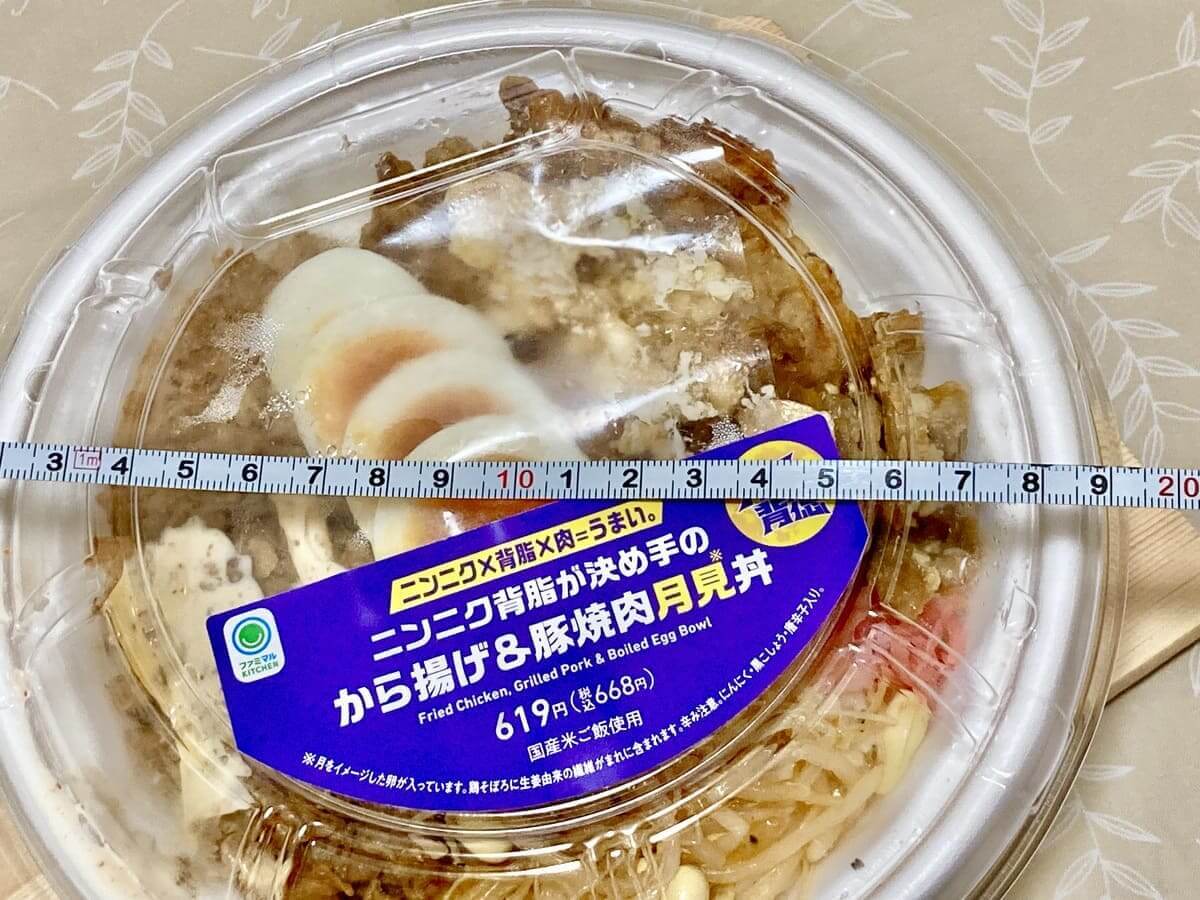 3 1m 4 5 6 7 8 9 10 1 2 3 4 5 6 7 8 9 20
ニンニク×背脂×肉=うまい。
ニンニク背脂が決め手の
から揚げ&豚焼肉月見※丼
Fried Chicken, Grilled Pork & Boiled Egg Bowl
619円(税込668円)
国産米ご飯使用
※月をイメージした卵が入っています。鶏そぼろに生姜由来の繊維がまれに含まれます。辛み注意。にんにく・黒こしょう・唐辛子入り。
ファミマル
KITCHEN
背脂